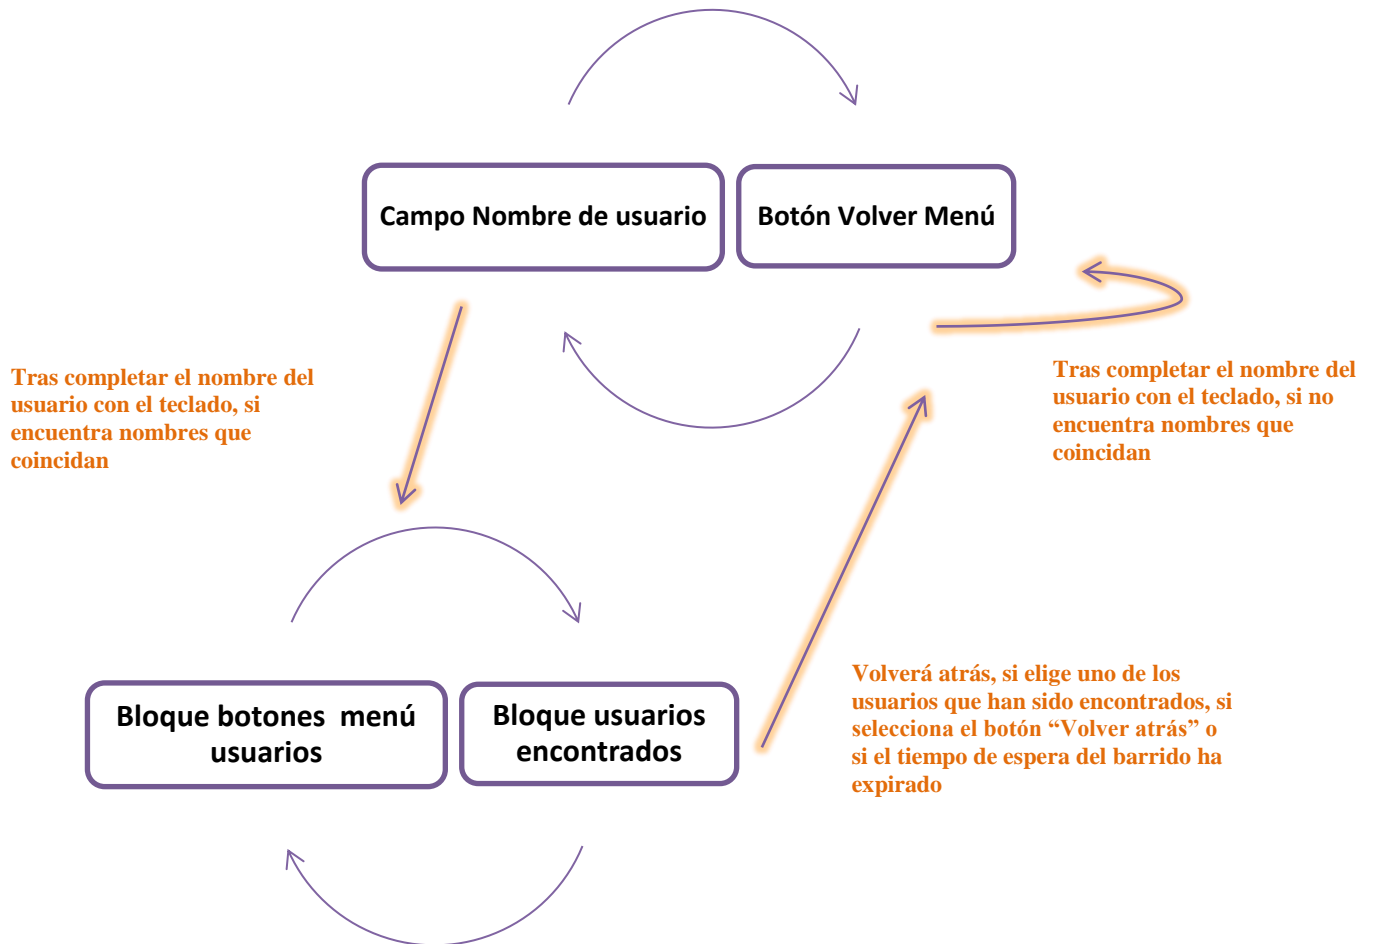 Campo Nombre de usuario
Botón Volver Menú
Tras completar el nombre del
usuario con el teclado, si
encuentra nombres que
coincidan
Tras completar el nombre del
usuario con el teclado, si no
encuentra nombres que
coincidan
Bloque botones menú
usuarios
Bloque usuarios
encontrados
Volverá atrás, si elige uno de los
usuarios que han sido encontrados, si
selecciona el botón “Volver atrás” o
si el tiempo de espera del barrido ha
expirado